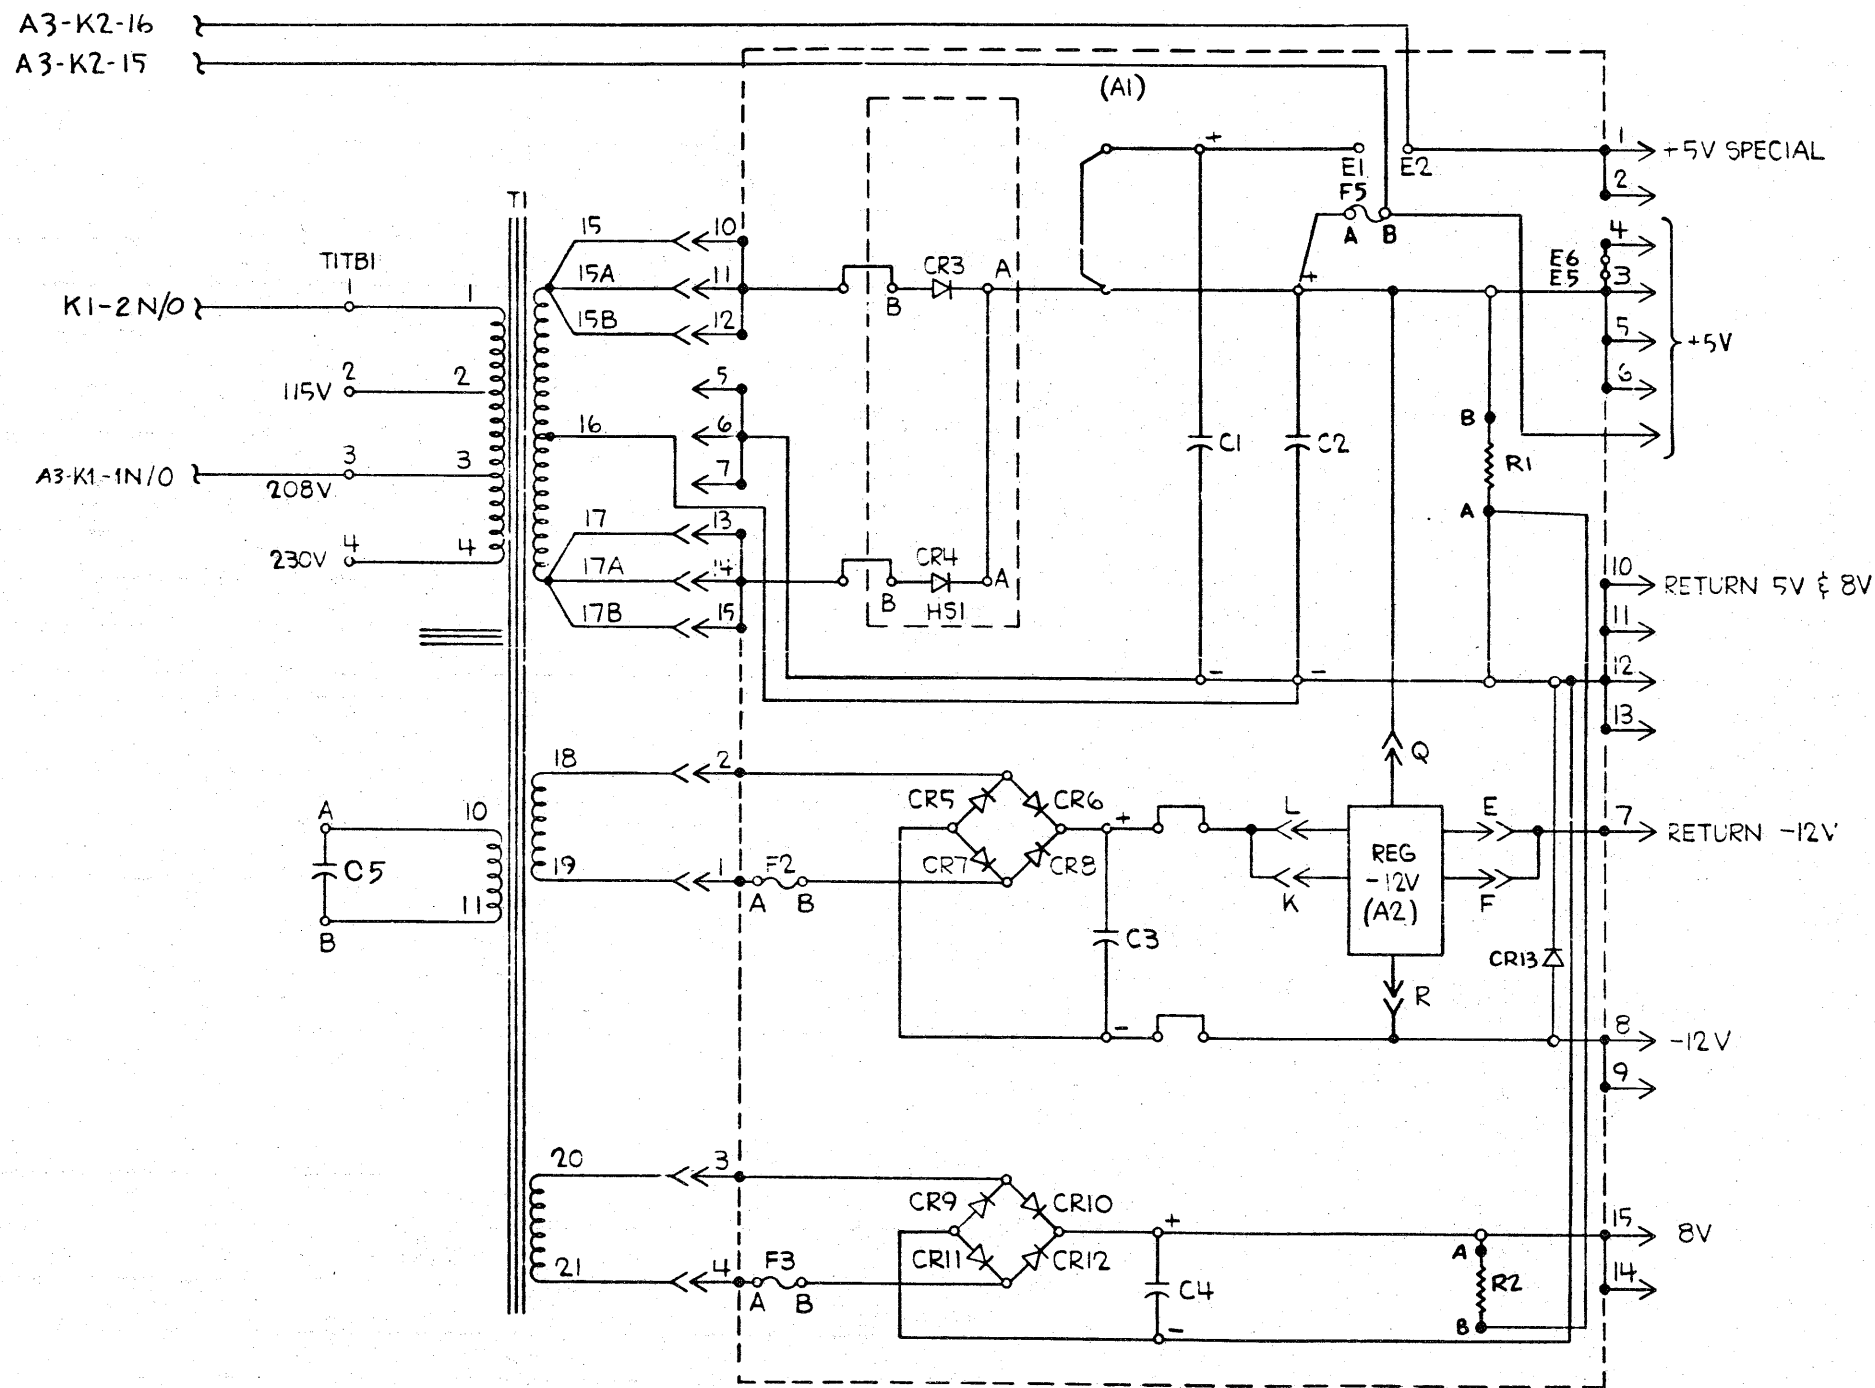 A3-K2-16
A3-K2-15
(A1)
+
E1
E2
1
+5V SPECIAL
2
F5
A
B
T1
15
10
15A
11
15B
12
CR3
A
B
+
4
E6
E5
3
5
6
+5V
T1TB1
1
1
K1-2 N/O
115V
2
2
5
16
6
7
C1
C2
B
R1
A
A3-K1-1N/O
3
3
208V
230V
4
4
17
13
17A
14
17B
15
CR4
B
A
HS1
10
RETURN 5V & 8V
11
-
-
12
13
18
2
CR5
CR6
+
L
Q
E
7
RETURN -12V
A
10
C5
11
B
19
1
F2
A
B
CR7
CR8
K
REG
-12V
(A2)
F
C3
CR13
R
-
8
-12V
9
20
3
CR9
CR10
+
15
8V
A
CR11
CR12
21
4
F3
A
B
C4
R2
14
B
-